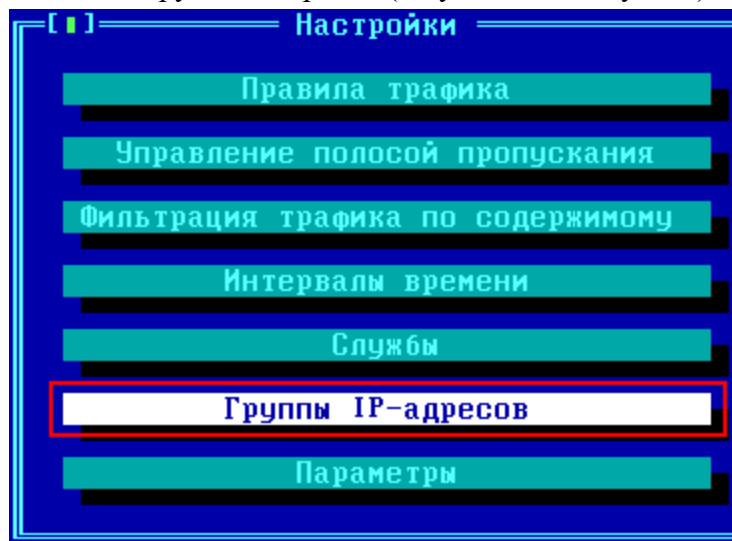 [▮] Настройки
Правила трафика
Управление полосой пропускания
Фильтрация трафика по содержимому
Интервалы времени
Службы
Группы IP-адресов
Параметры